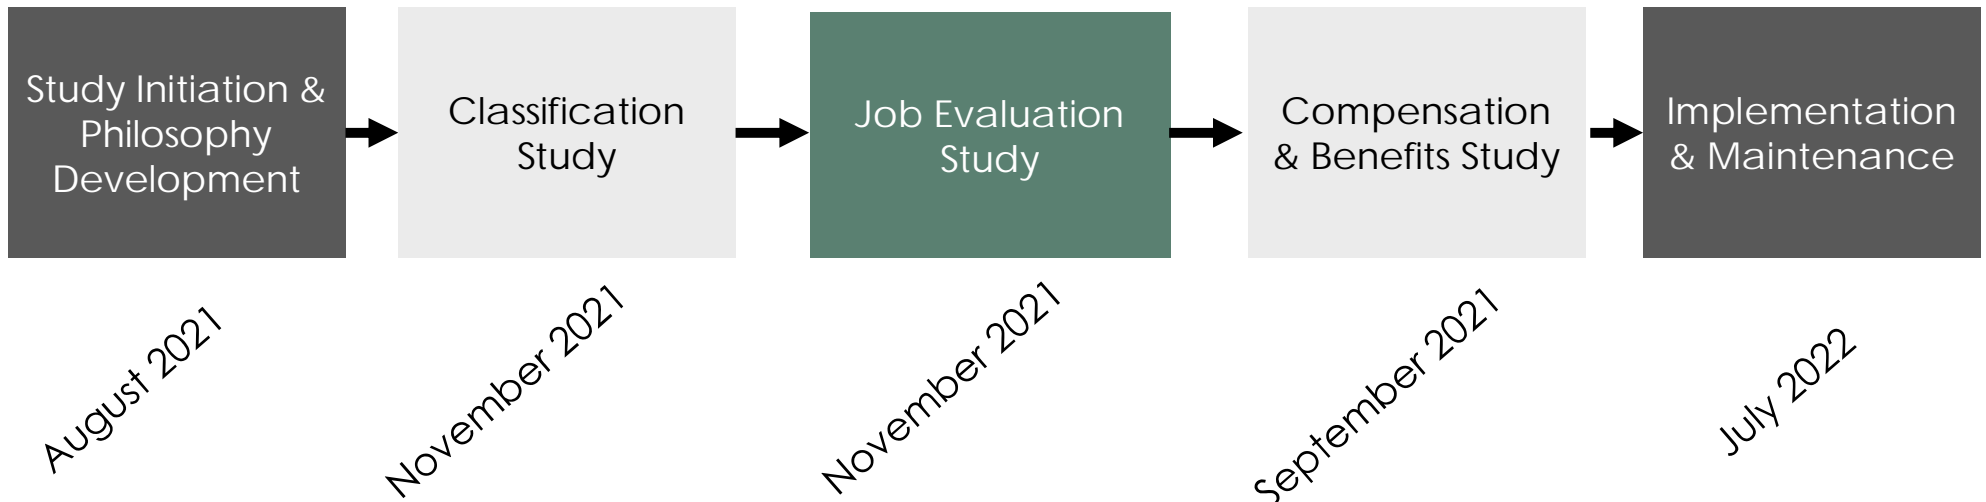 Study Initiation &
Philosophy
Development
Classification
Study
Job Evaluation
Study
Compensation
& Benefits Study
Implementation
& Maintenance
August 2021
November 2021
November 2021
September 2021
July 2022